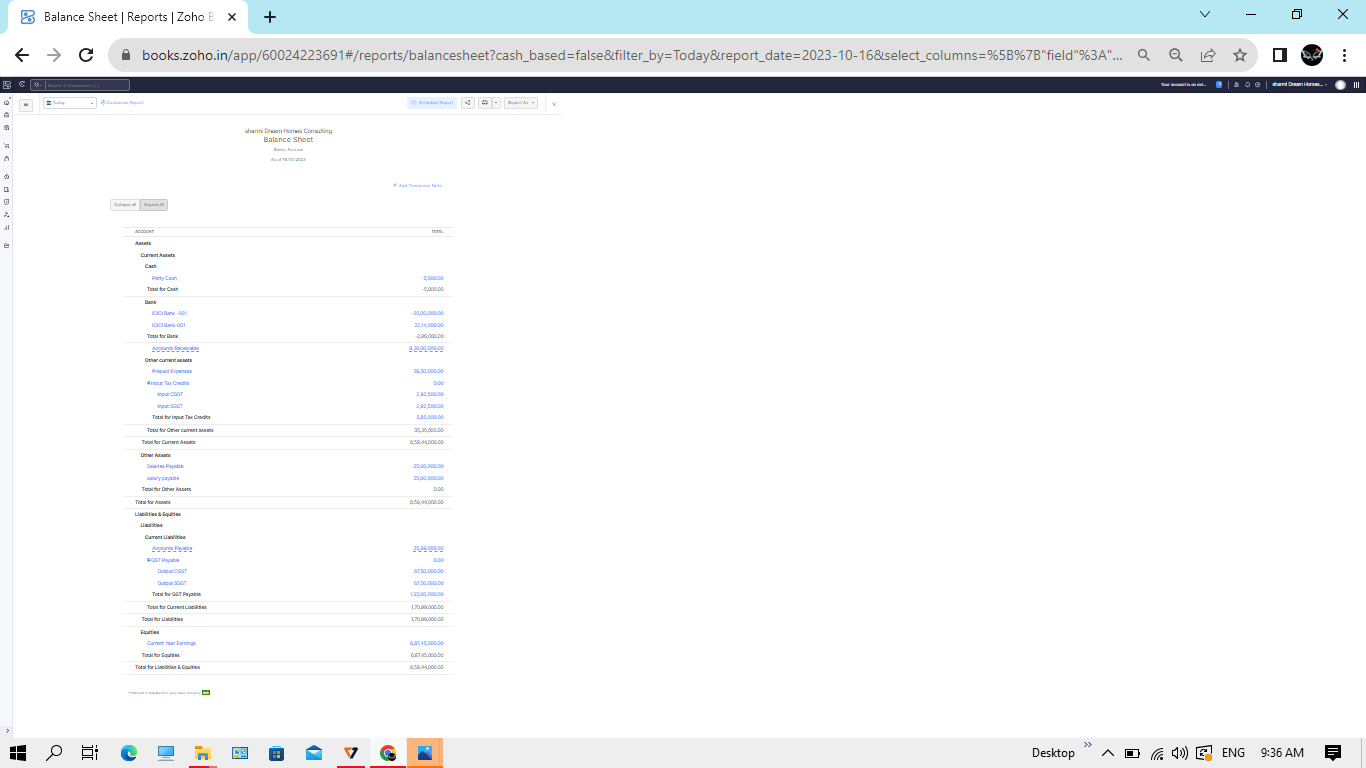 Balance Sheet | Reports | Zoho B
books.zoho.in/app/60024223691#/reports/balancesheet?cash_based=false&filter_by=Today&report_date=2023-10-16&select_columns=%5B%7B"field"%3A"...
Your account is on ext...
sharmi Dream Homes...
Today
Customize Report
Schedule Report
Export As
sharmi Dream Homes Consulting
Balance Sheet
Basis: Accrual
As of 16/10/2023
Add Temporary Note
Collapse all Expand All
ACCOUNT TOTAL
Assets
Current Assets
Cash
Petty Cash -5,000.00
Total for Cash -5,000.00
Bank
ICICI Bank -001 -25,00,000.00
ICICI Bank-001 22,14,000.00
Total for Bank -2,86,000.00
Accounts Receivable 8,26,00,000.00
Other current assets
Prepaid Expenses 29,50,000.00
Input Tax Credits 0.00
Input CGST 2,92,500.00
Input SGST 2,92,500.00
Total for Input Tax Credits 5,85,000.00
Total for Other current assets 35,35,000.00
Total for Current Assets 8,58,44,000.00
Other Assets
Salaries Payable -25,00,000.00
salary payable 25,00,000.00
Total for Other Assets 0.00
Total for Assets 8,58,44,000.00
Liabilities & Equities
Liabilities
Current Liabilities
Accounts Payable 35,99,000.00
GST Payable 0.00
Output CGST 67,50,000.00
Output SGST 67,50,000.00
Total for GST Payable 1,35,00,000.00
Total for Current Liabilities 1,70,99,000.00
Total for Liabilities 1,70,99,000.00
Equities
Current Year Earnings 6,87,45,000.00
Total for Equities 6,87,45,000.00
Total for Liabilities & Equities 8,58,44,000.00
**Amount is displayed in your base currency
Desktop
ENG
9:36 AM